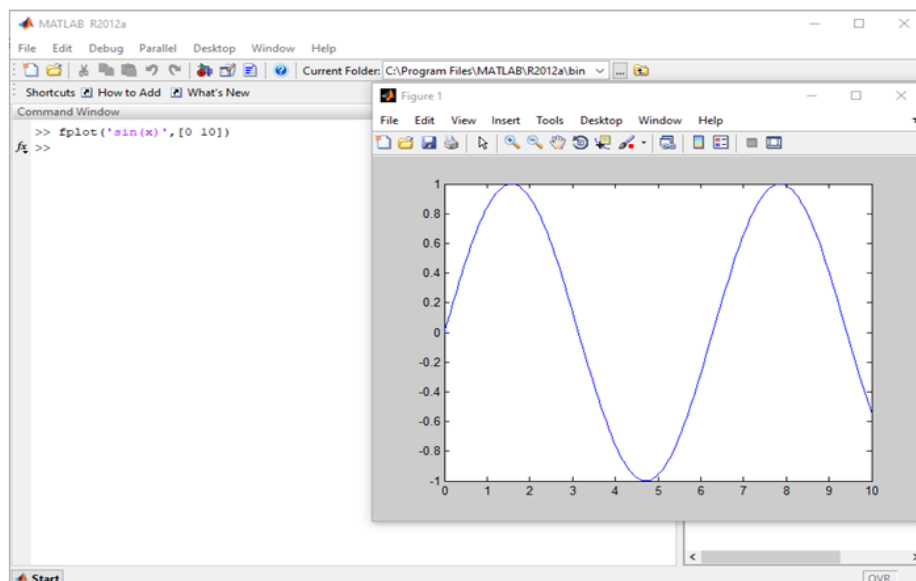 MATLAB R2012a
File Edit Debug Parallel Desktop Window Help
Current Folder: C:\Program Files\MATLAB\R2012a\bin
Shortcuts How to Add What's New
Command Window
>> fplot('sin(x)',[0 10])
fx >>
Figure 1
File Edit View Insert Tools Desktop Window Help
1
0.8
0.6
0.4
0.2
0
-0.2
-0.4
-0.6
-0.8
-1
0 1 2 3 4 5 6 7 8 9 10
Start
OVR